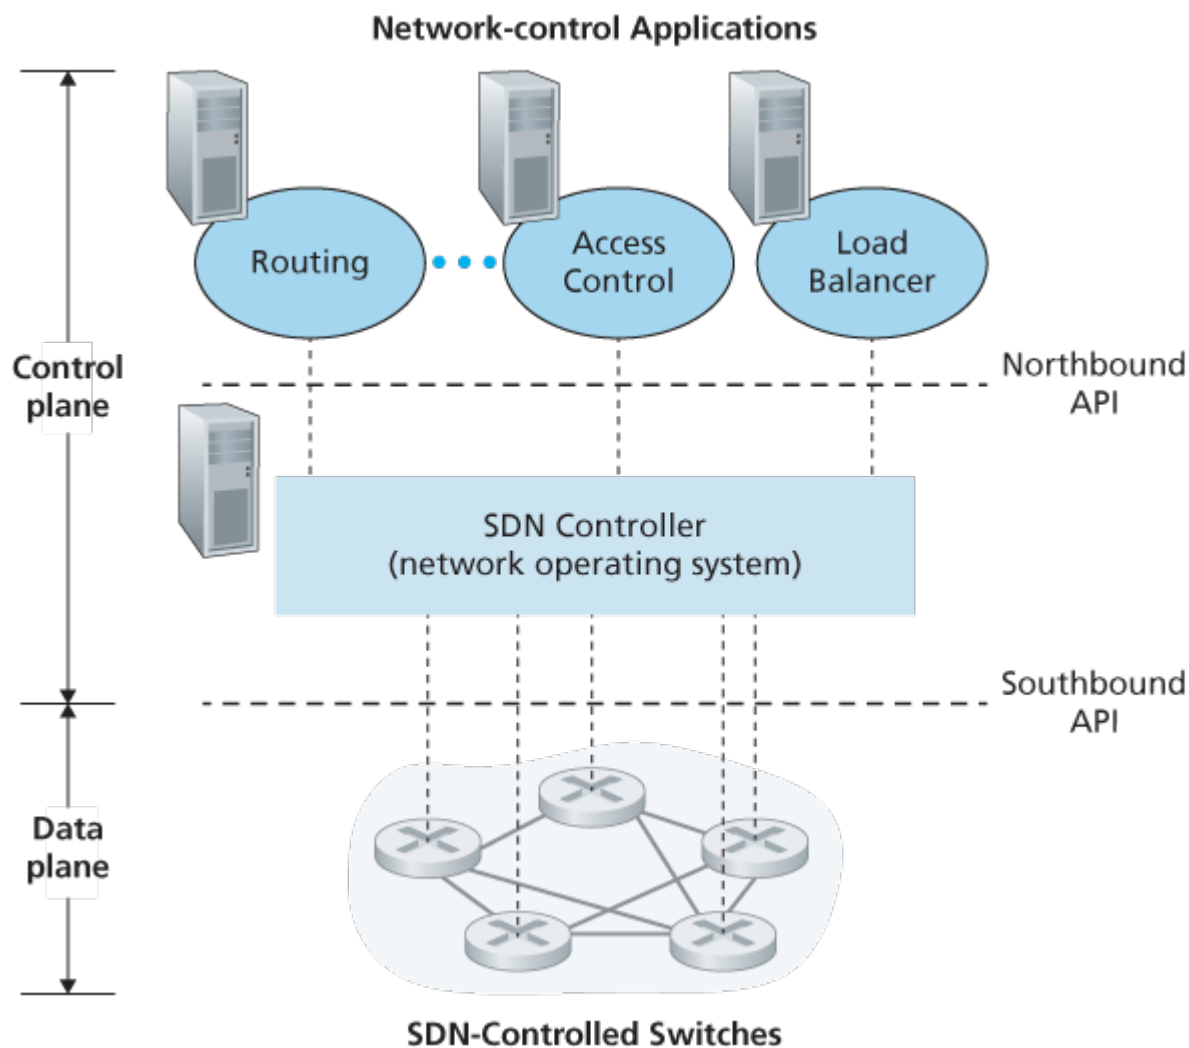 Network-control Applications
Routing
Access
Control
Load
Balancer
Control
plane
Northbound
API
SDN Controller
(network operating system)
Southbound
API
Data
plane
SDN-Controlled Switches